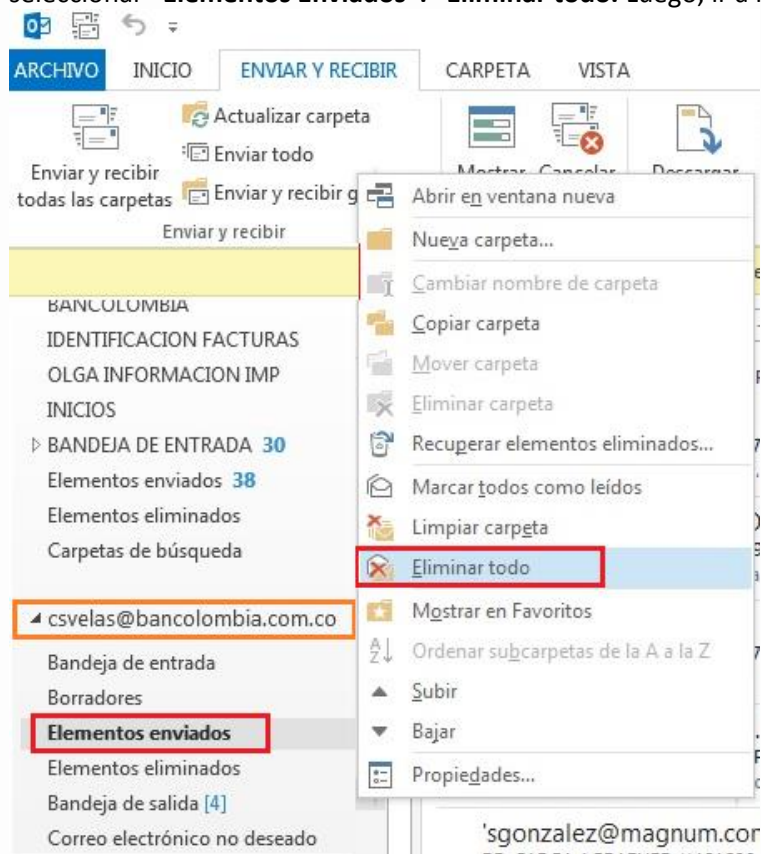 seleccionar "Elementos Enviados", "Eliminar todo. Luego, ir a
ARCHIVO INICIO ENVIAR Y RECIBIR CARPETA VISTA
Enviar y recibir
todas las carpetas
Actualizar carpeta
Enviar todo
Enviar y recibir g
Enviar y recibir
Mostrar Cancelar Descargar
BANCOLOMBIA
IDENTIFICACION FACTURAS
OLGA INFORMACION IMP
INICIOS
BANDEJA DE ENTRADA 30
Elementos enviados 38
Elementos eliminados
Carpetas de búsqueda
csvelas@bancolombia.com.co
Bandeja de entrada
Borradores
Elementos enviados
Elementos eliminados
Bandeja de salida [4]
Correo electrónico no deseado
Abrir en ventana nueva
Nueva carpeta...
Cambiar nombre de carpeta
Copiar carpeta
Mover carpeta
Eliminar carpeta
Recuperar elementos eliminados...
Marcar todos como leídos
Limpiar carpeta
Eliminar todo
Mostrar en Favoritos
Ordenar subcarpetas de la A a la Z
Subir
Bajar
Propiedades...
'sgonzalez@magnum.com